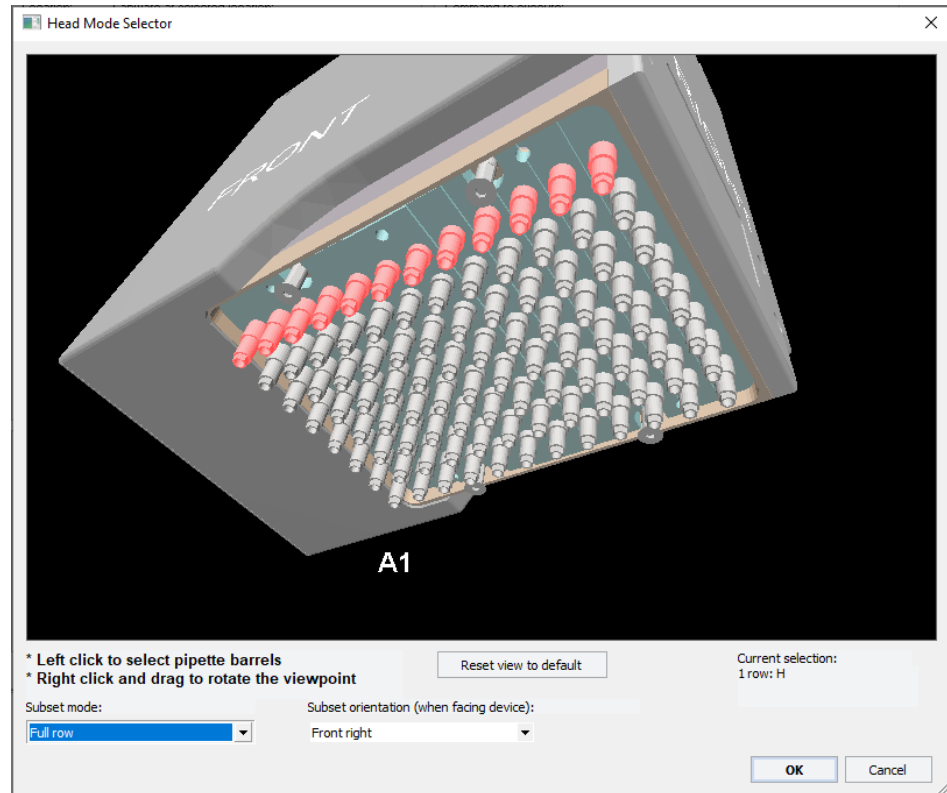 Head Mode Selector
FRONT
A1
* Left click to select pipette barrels
* Right click and drag to rotate the viewpoint
Reset view to default
Current selection:
1 row: H
Subset mode:
Full row
Subset orientation (when facing device):
Front right
OK
Cancel